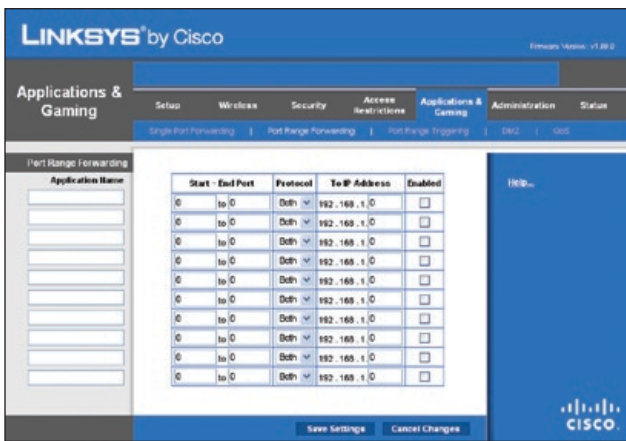 LINKSYS® by Cisco
Firmware Version: v1.00.0
Applications & Gaming
Setup Wireless Security Access Restrictions Applications & Gaming Administration Status
Single Port Forwarding | Port Range Forwarding | Port Range Triggering | DMZ | QoS
Port Range Forwarding
Application Name
Start - End Port Protocol To IP Address Enabled
0 to 0 Both 192 . 168 . 1. 0
0 to 0 Both 192 . 168 . 1. 0
0 to 0 Both 192 . 168 . 1. 0
0 to 0 Both 192 . 168 . 1. 0
0 to 0 Both 192 . 168 . 1. 0
0 to 0 Both 192 . 168 . 1. 0
0 to 0 Both 192 . 168 . 1. 0
0 to 0 Both 192 . 168 . 1. 0
0 to 0 Both 192 . 168 . 1. 0
0 to 0 Both 192 . 168 . 1. 0
Help...
Save Settings Cancel Changes
CISCO.